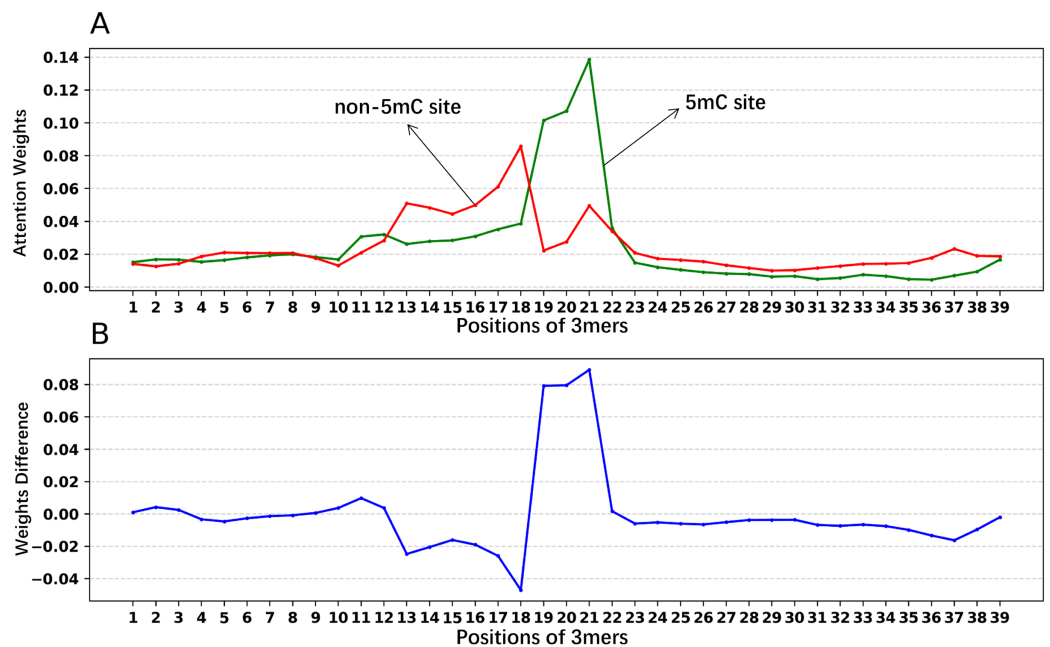 A
0.14
0.12
0.10
0.08
0.06
0.04
0.02
0.00
Attention Weights
non-5mC site
5mC site
1 2 3 4 5 6 7 8 9 10 11 12 13 14 15 16 17 18 19 20 21 22 23 24 25 26 27 28 29 30 31 32 33 34 35 36 37 38 39
Positions of 3mers
B
0.08
0.06
0.04
0.02
0.00
−0.02
−0.04
Weights Difference
1 2 3 4 5 6 7 8 9 10 11 12 13 14 15 16 17 18 19 20 21 22 23 24 25 26 27 28 29 30 31 32 33 34 35 36 37 38 39
Positions of 3mers